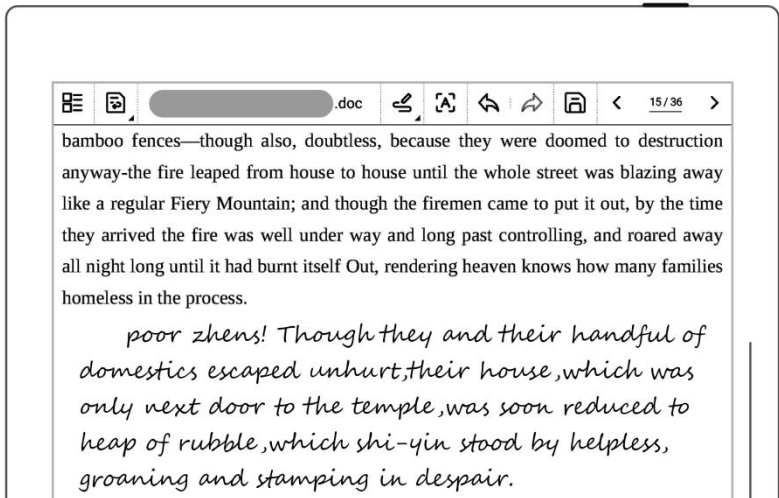 .doc
15/36
bamboo fences—though also, doubtless, because they were doomed to destruction
anyway-the fire leaped from house to house until the whole street was blazing away
like a regular Fiery Mountain; and though the firemen came to put it out, by the time
they arrived the fire was well under way and long past controlling, and roared away
all night long until it had burnt itself Out, rendering heaven knows how many families
homeless in the process.
poor zhens! Though they and their handful of
domestics escaped unhurt,their house,which was
only next door to the temple,was soon reduced to
heap of rubble,which shi-yin stood by helpless,
groaning and stamping in despair.